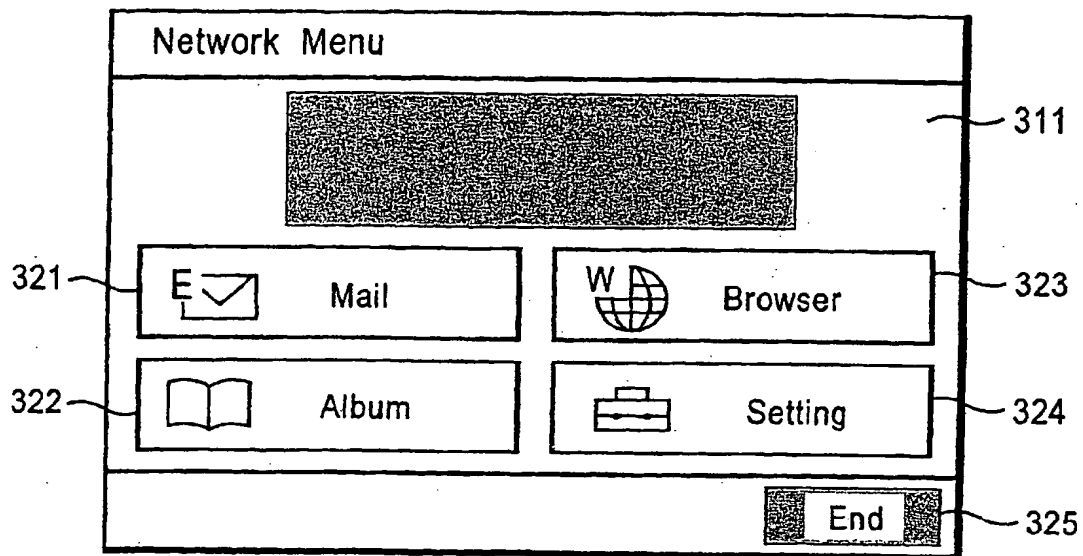 Network Menu
311
321
E
Mail
W
Browser
323
322
Album
Setting
324
End
325